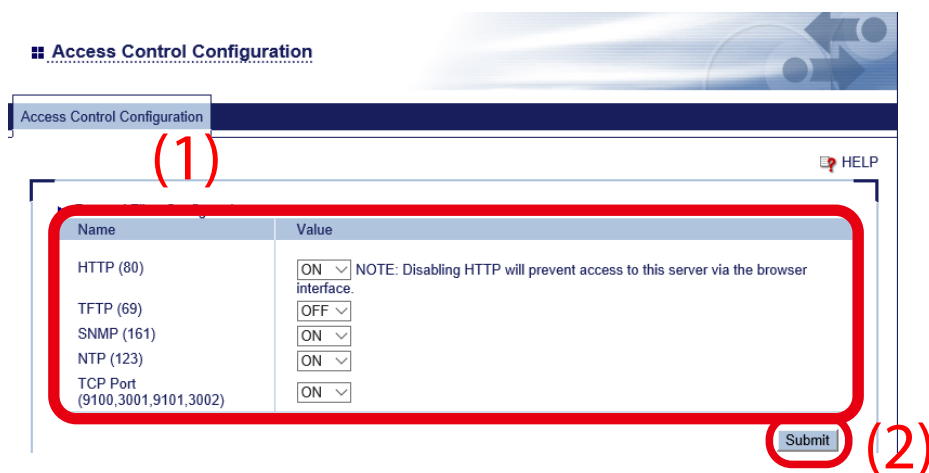 Access Control Configuration
Access Control Configuration
(1)
HELP
Name Value
HTTP (80) ON NOTE: Disabling HTTP will prevent access to this server via the browser
interface.
TFTP (69) OFF
SNMP (161) ON
NTP (123) ON
TCP Port
(9100,3001,9101,3002) ON
Submit (2)